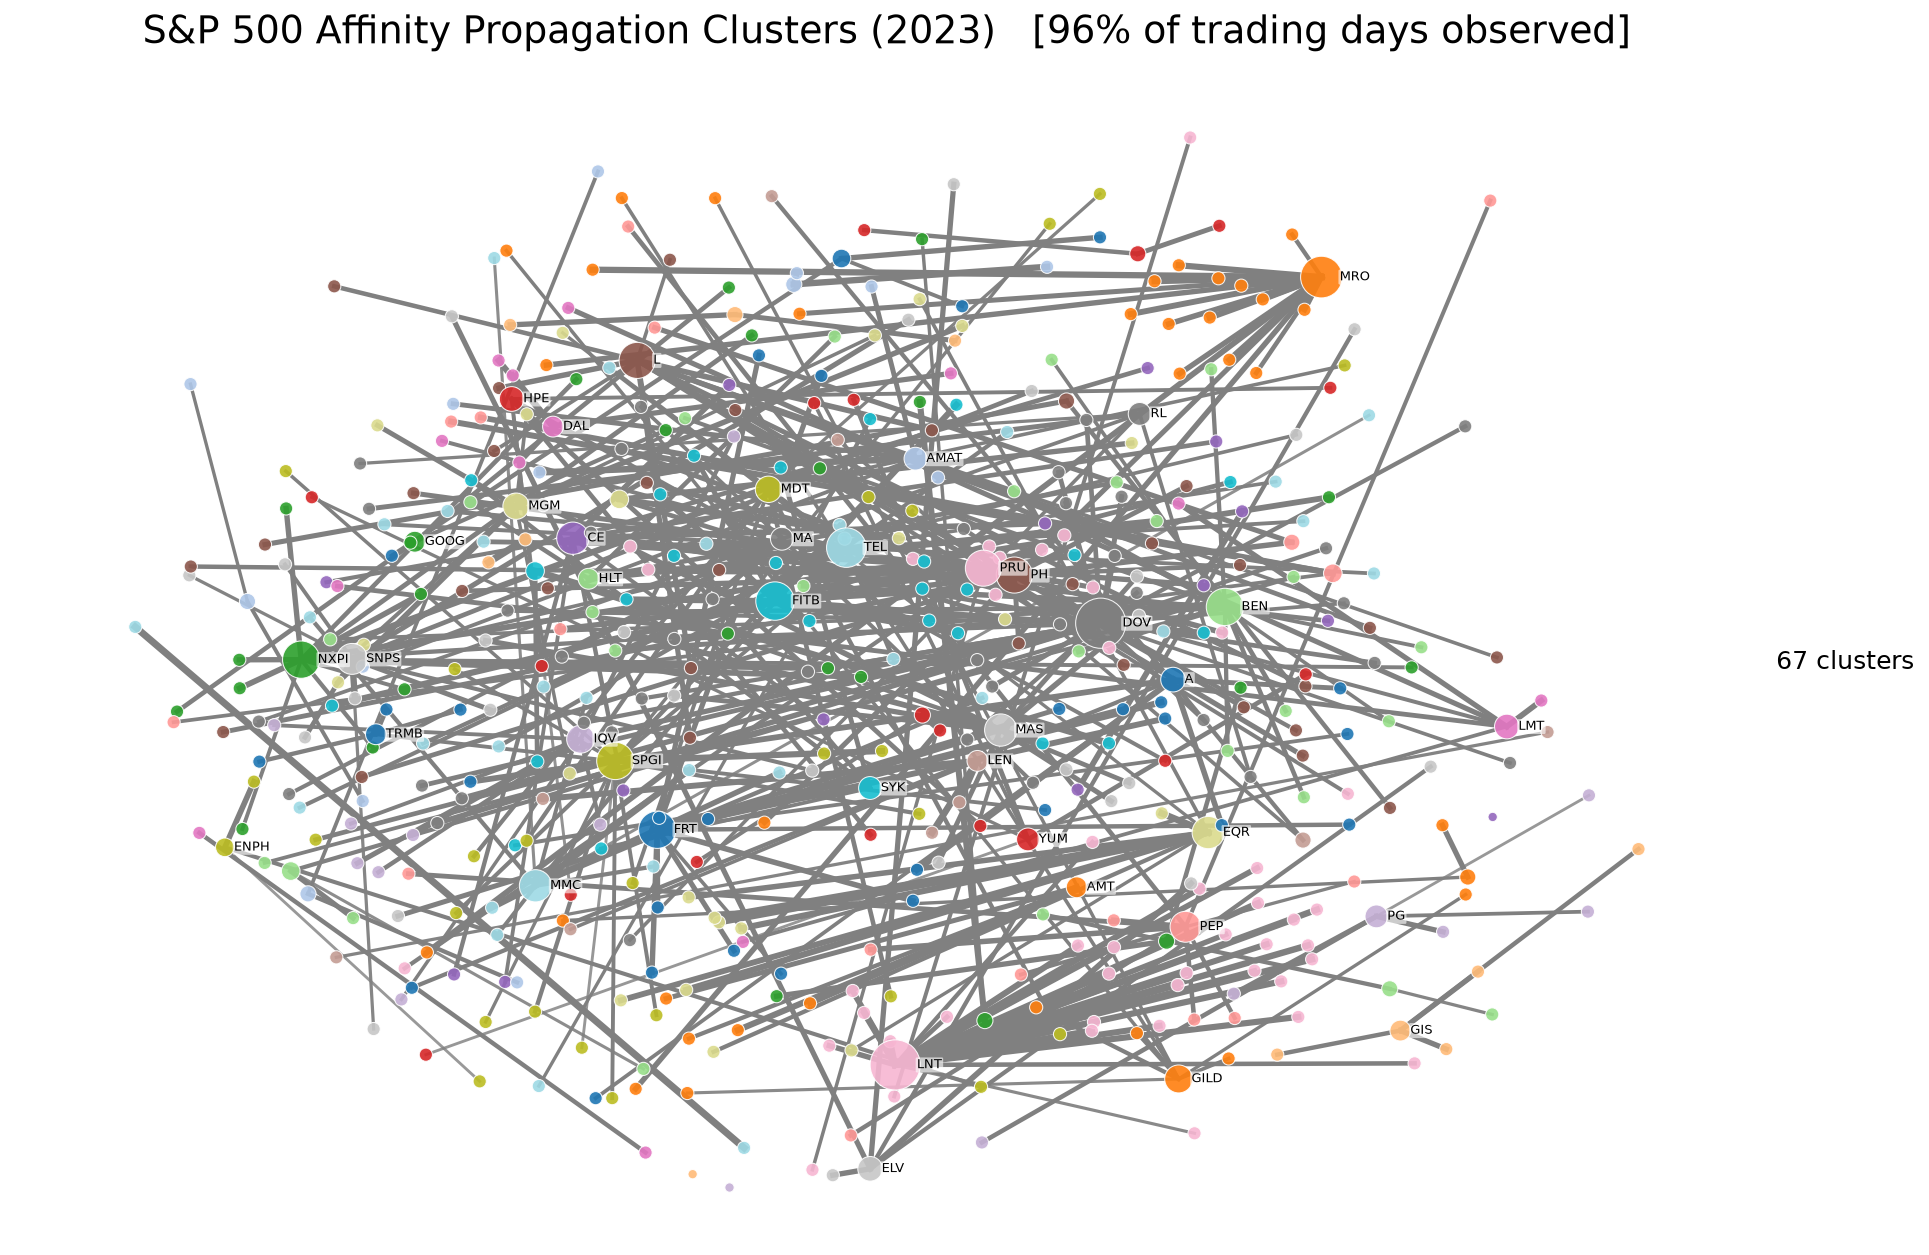 S&P 500 Affinity Propagation Clusters (2023)   [96% of trading days observed]
MRO
L
HPE
RL
DAL
AMAT
MDT
MGM
CE
GOOG
MA
TEL
HLT
PRU
PH
FITB
BEN
DOV
NXPI
SNPS
67 clusters
A
LMT
TRMB
IQV
MAS
SPGI
LEN
SYK
FRT
EQR
YUM
ENPH
MMC
AMT
PG
PEP
GIS
LNT
GILD
ELV